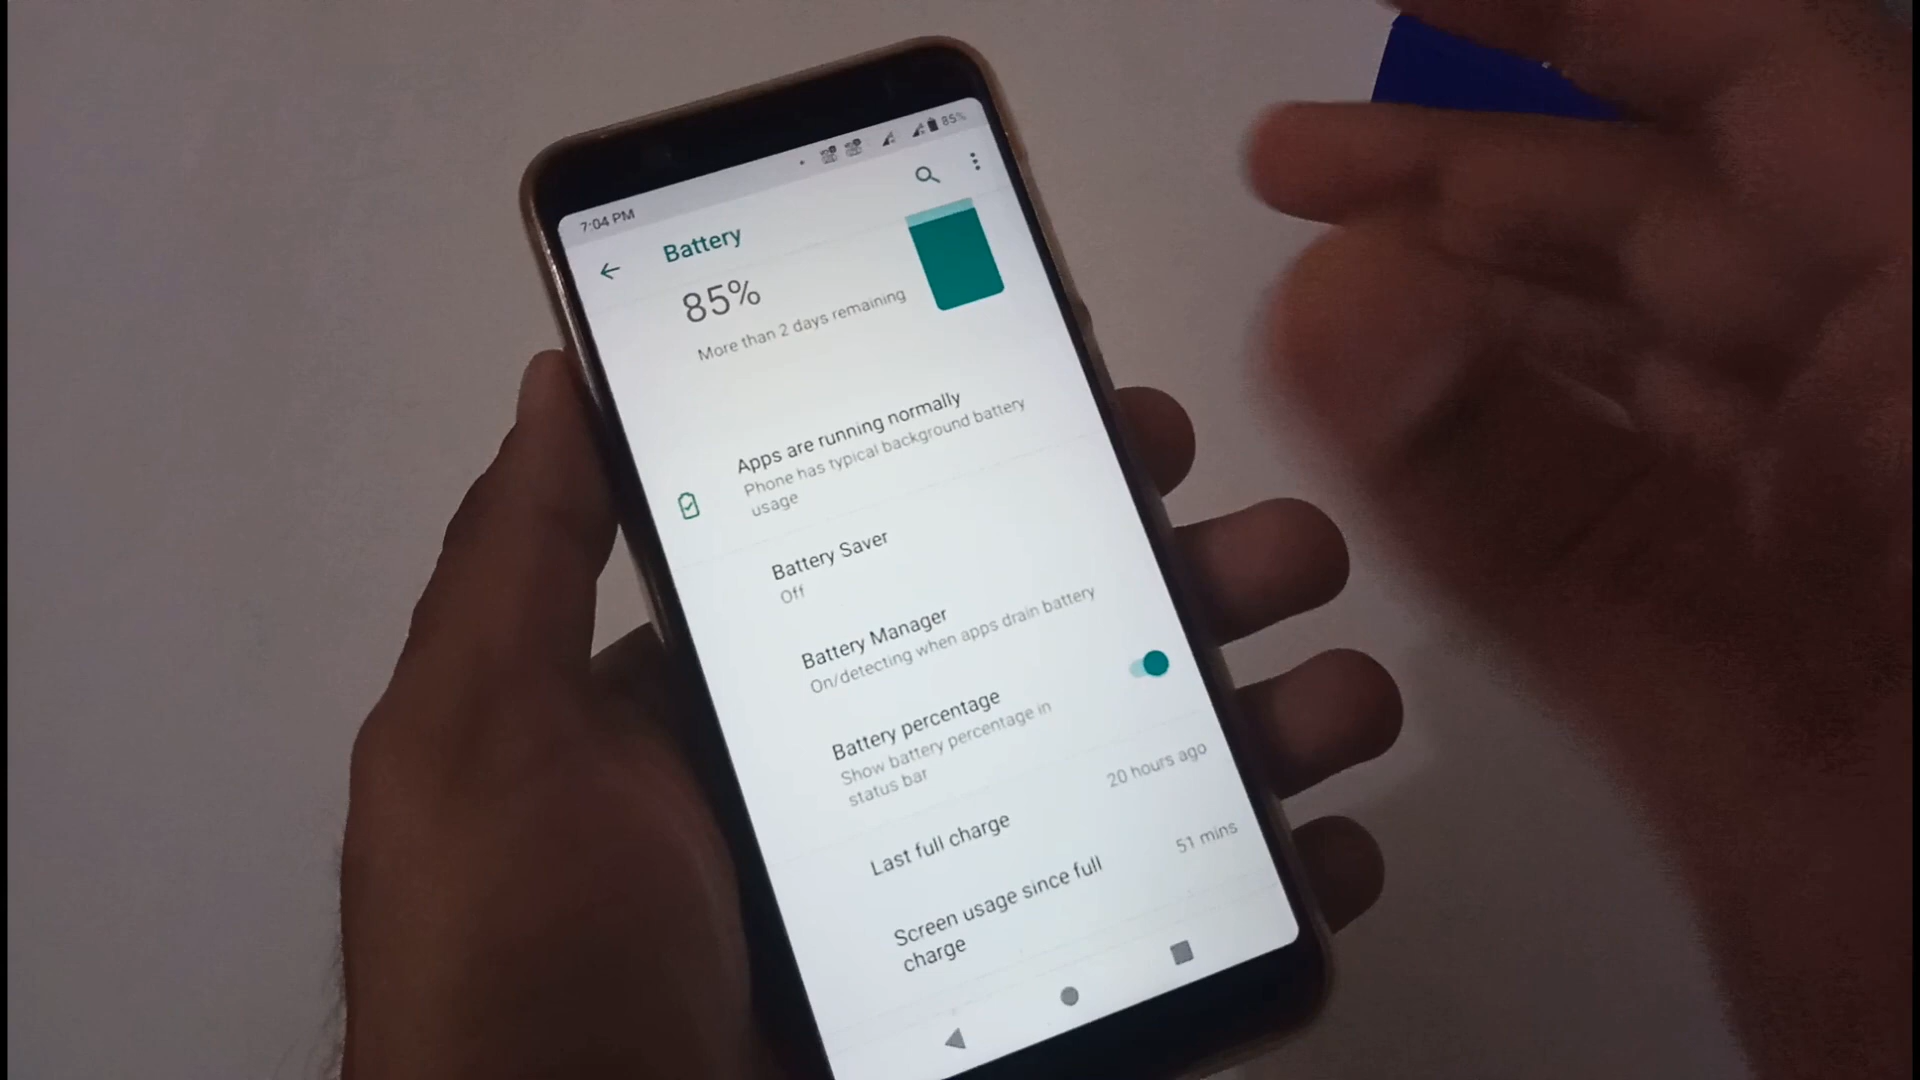 7:04 PM
85%
Battery
85%
More than 2 days remaining
Apps are running normally
Phone has typical background battery
usage
Battery Saver
Off
Battery Manager
On/detecting when apps drain battery
Battery percentage
Show battery percentage in
status bar
Last full charge
20 hours ago
Screen usage since full
charge
51 mins